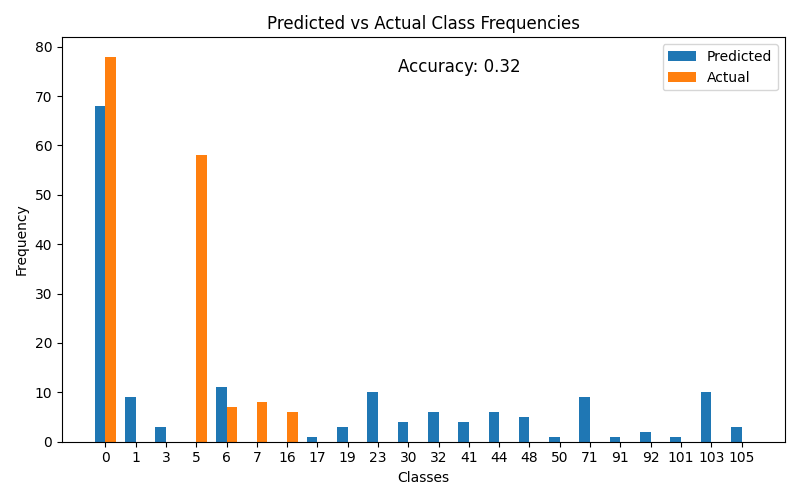 Predicted vs Actual Class Frequencies
Accuracy: 0.32
Predicted
Actual
Frequency
80
70
60
50
40
30
20
10
0
0 1 3 5 6 7 16 17 19 23 30 32 41 44 48 50 71 91 92 101 103 105
Classes